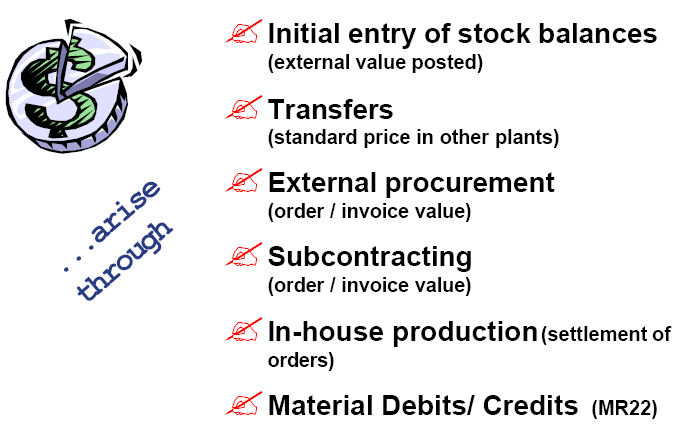 Initial entry of stock balances
(external value posted)
Transfers
(standard price in other plants)
...arise
through
External procurement
(order / invoice value)
Subcontracting
(order / invoice value)
In-house production (settlement of
orders)
Material Debits/ Credits (MR22)